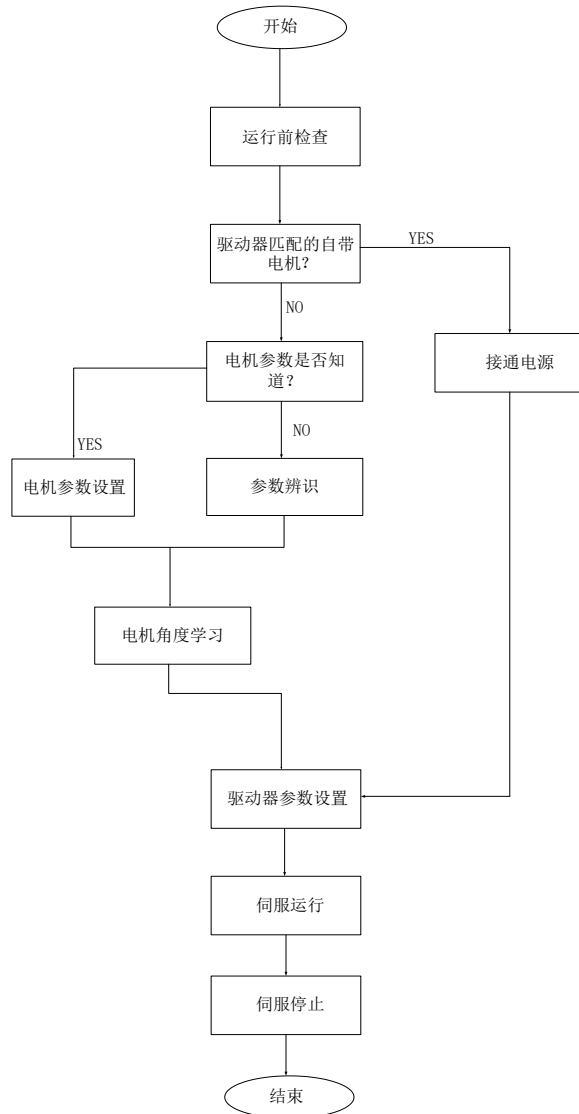 开始
运行前检查
驱动器匹配的自带
电机？
YES
NO
电机参数是否知
道？
接通电源
YES
NO
电机参数设置
参数辨识
电机角度学习
驱动器参数设置
伺服运行
伺服停止
结束